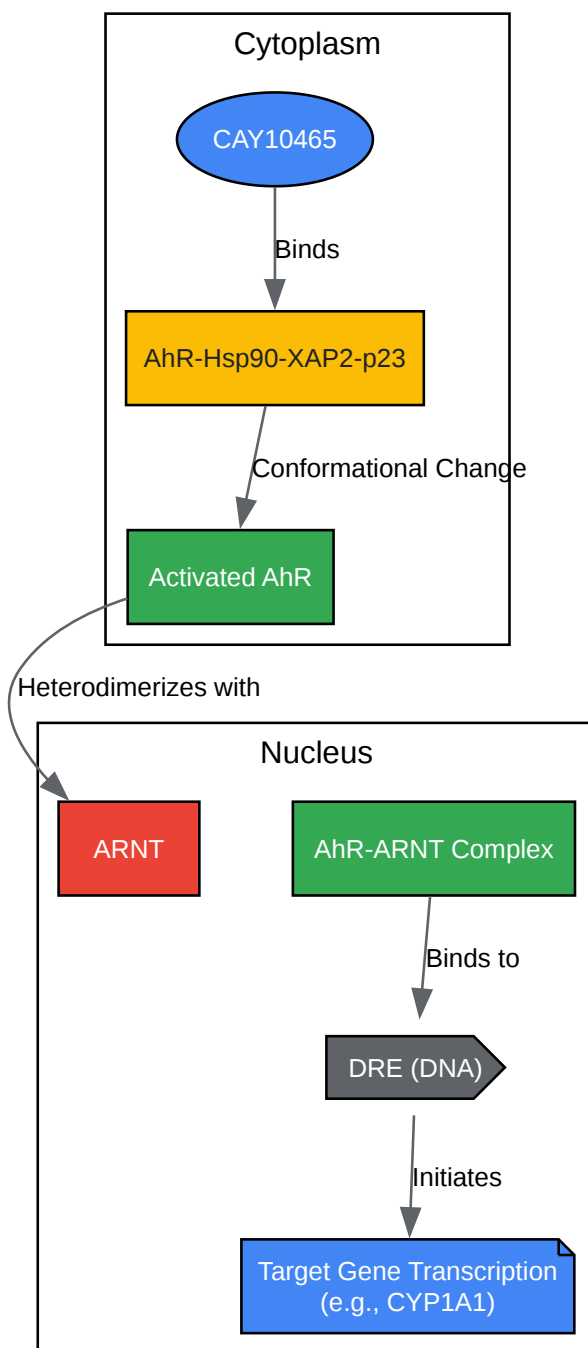 Cytoplasm
CAY10465
Binds
AhR-Hsp90-XAP2-p23
Conformational Change
Activated AhR
Heterodimerizes with
Nucleus
ARNT
AhR-ARNT Complex
Binds to
DRE (DNA)
Initiates
Target Gene Transcription
(e.g., CYP1A1)